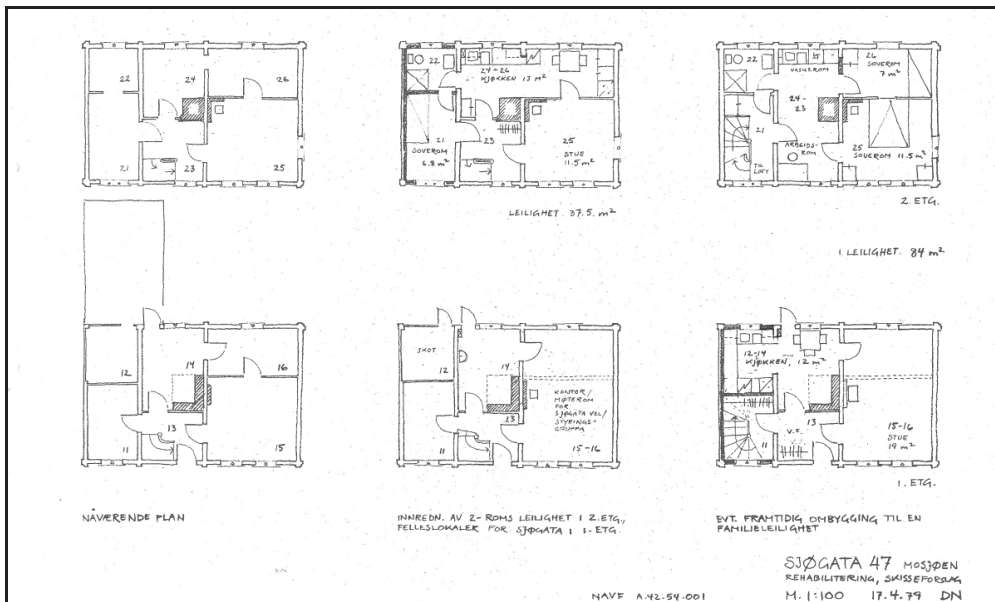 22
24
26
21
23
25
22
24-26
KJØKKEN 13 m²
21
SOVEROM
6.8 m²
23
25
STUE
11.5 m²
LEILIGHET 37.5 m²
22
VASKEROM
26
SOVEROM
7 m²
24-
23
21
TIL
LOFT
ARBEIDS-
ROM
25
SOVEROM 11.5 m²
2. ETG.
1 LEILIGHET 84 m²
12
14
16
13
11
15
SKOT
12
14
KONTOR/
MØTEROM
FOR
SJØGATA VEL/
STYRINGS-
GRUPPA
13
11
15-16
12-14
KJØKKEN, 12 m²
13
V.F.
11
15-16
STUE
19 m²
1. ETG.
NÅVÆRENDE PLAN
INNREDN. AV 2-ROMS LEILIGHET I 2. ETG.,
FELLESLOKALER FOR SJØGATA I 1. ETG.
EVT. FRAMTIDIG OMBYGGING TIL EN
FAMILIELEILIGHET
SJØGATA 47 MOSJØEN
REHABILITERING, SKISSEFORSLAG
NAVF A.42.54.001
M. 1:100 17.4.79 DN